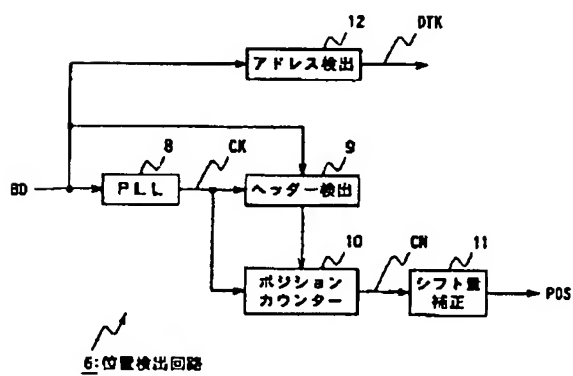 12
DTK
アドレス検出
8
CK
9
BD
PLL
ヘッダー検出
10
CN
11
ポジション
カウンター
シフト量
補正
POS
6:位置検出回路